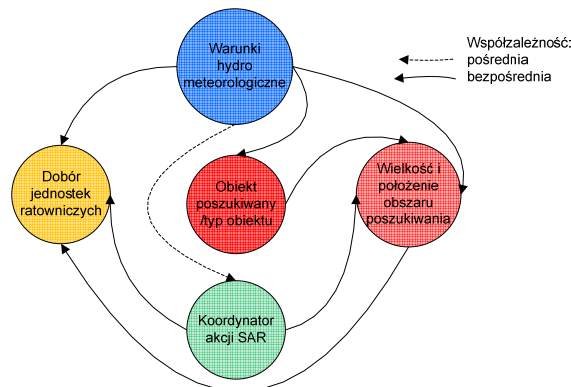 Warunki
hydro
meteorologiczne
Współzależność:
pośrednia
bezpośrednia
Dobór
jednostek
ratowniczych
Obiekt
poszukiwany
/typ obiektu
Wielkość i
położenie
obszaru
poszukiwania
Koordynator
akcji SAR